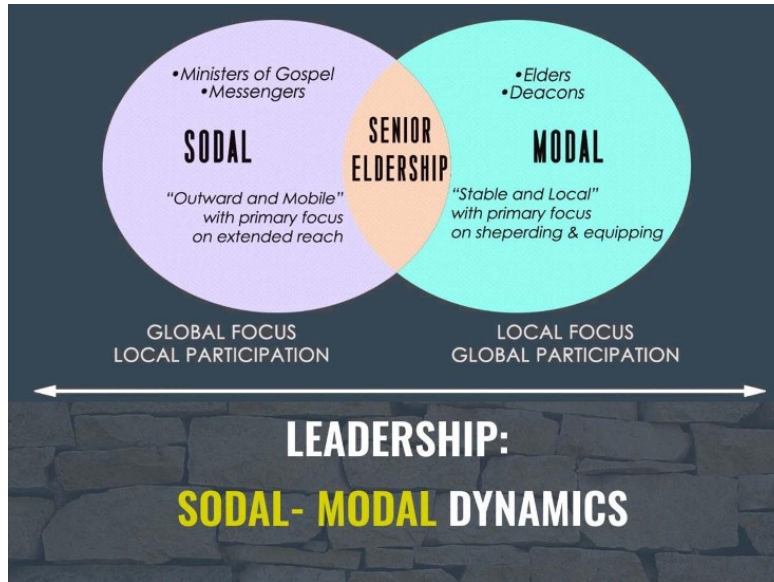 •Ministers of Gospel
•Messengers
SODAL
“Outward and Mobile”
with primary focus
on extended reach
SENIOR
ELDERSHIP
•Elders
•Deacons
MODAL
“Stable and Local”
with primary focus
on sheperding & equipping
GLOBAL FOCUS
LOCAL PARTICIPATION
LOCAL FOCUS
GLOBAL PARTICIPATION
LEADERSHIP:
SODAL- MODAL DYNAMICS